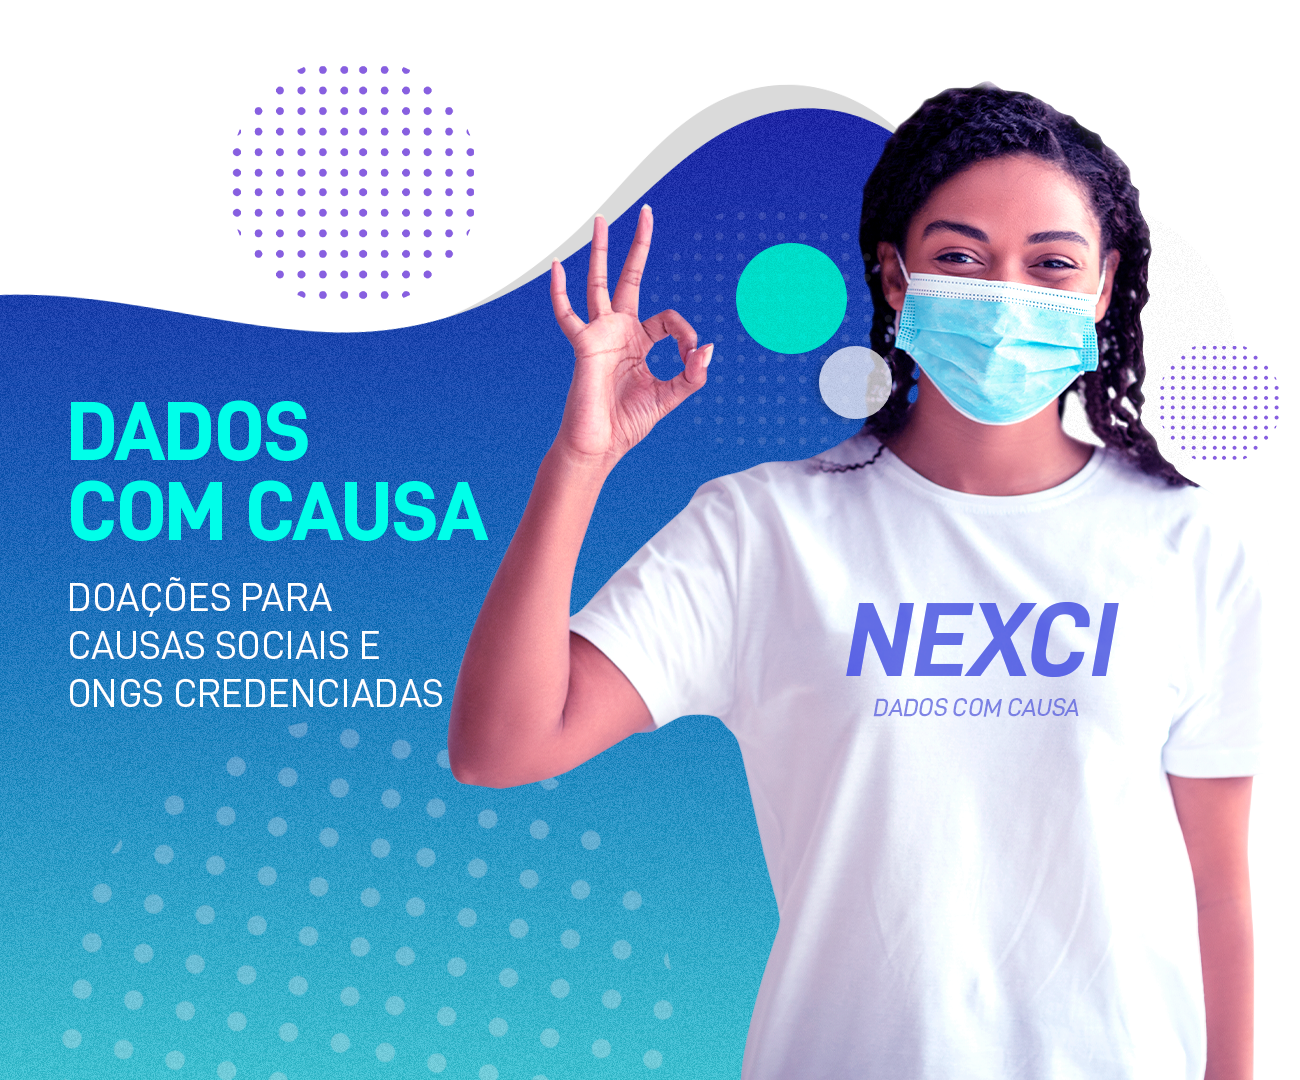 DADOS
COM CAUSA
DOAÇÕES PARA
CAUSAS SOCIAIS E
ONGS CREDENCIADAS
NEXCI
DADOS COM CAUSA